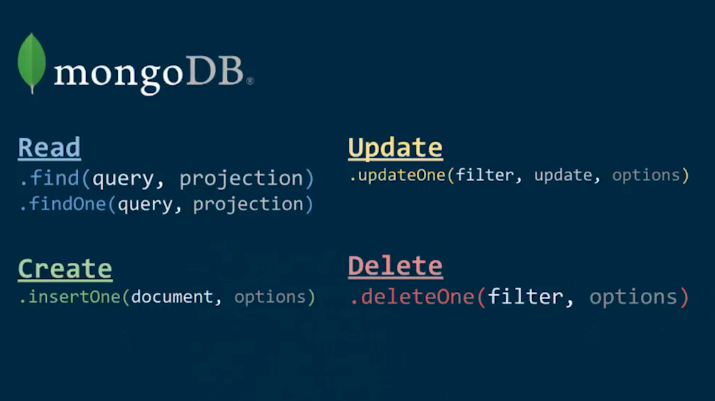 mongoDB®
Read
.find(query, projection)
.findOne(query, projection)
Create
.insertOne(document, options)
Update
.updateOne(filter, update, options)
Delete
.deleteOne(filter, options)